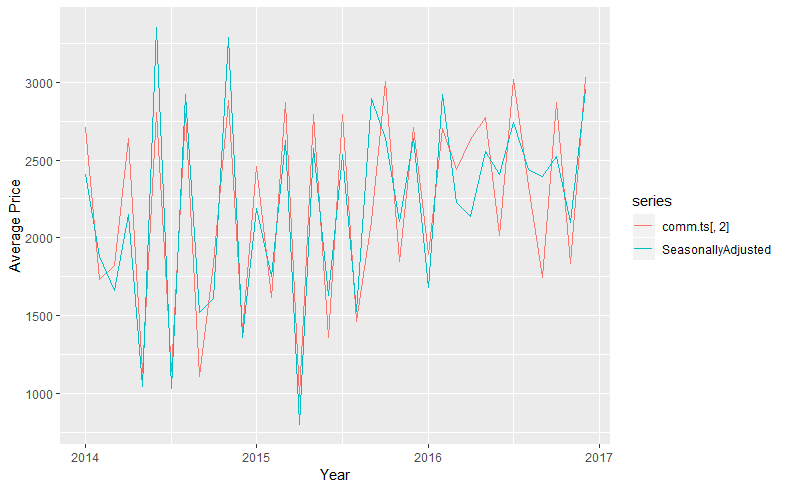 Average Price
3000
2500
2000
1500
1000
2014
2015
2016
2017
Year
series
comm.ts[, 2]
SeasonallyAdjusted